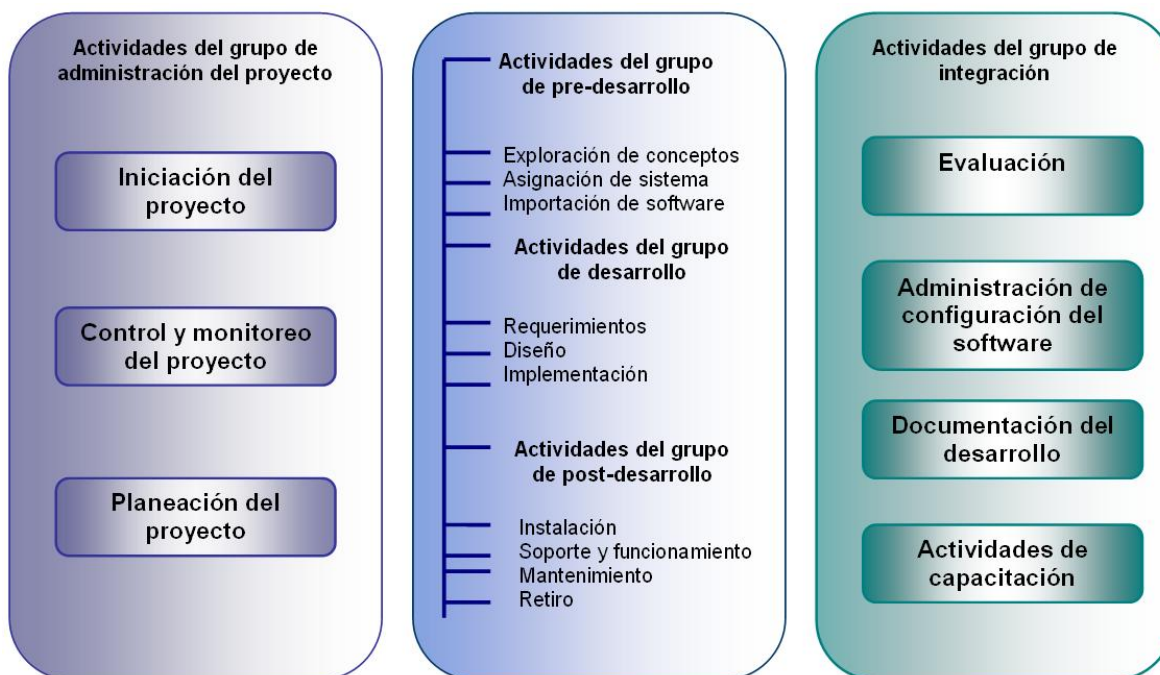 Actividades del grupo de
administración del proyecto
Iniciación del
proyecto
Control y monitoreo
del proyecto
Planeación del
proyecto
Actividades del grupo
de pre-desarrollo
Exploración de conceptos
Asignación de sistema
Importación de software
Actividades del grupo
de desarrollo
Requerimientos
Diseño
Implementación
Actividades del grupo
de post-desarrollo
Instalación
Soporte y funcionamiento
Mantenimiento
Retiro
Actividades del grupo de
integración
Evaluación
Administración de
configuración del
software
Documentación del
desarrollo
Actividades de
capacitación